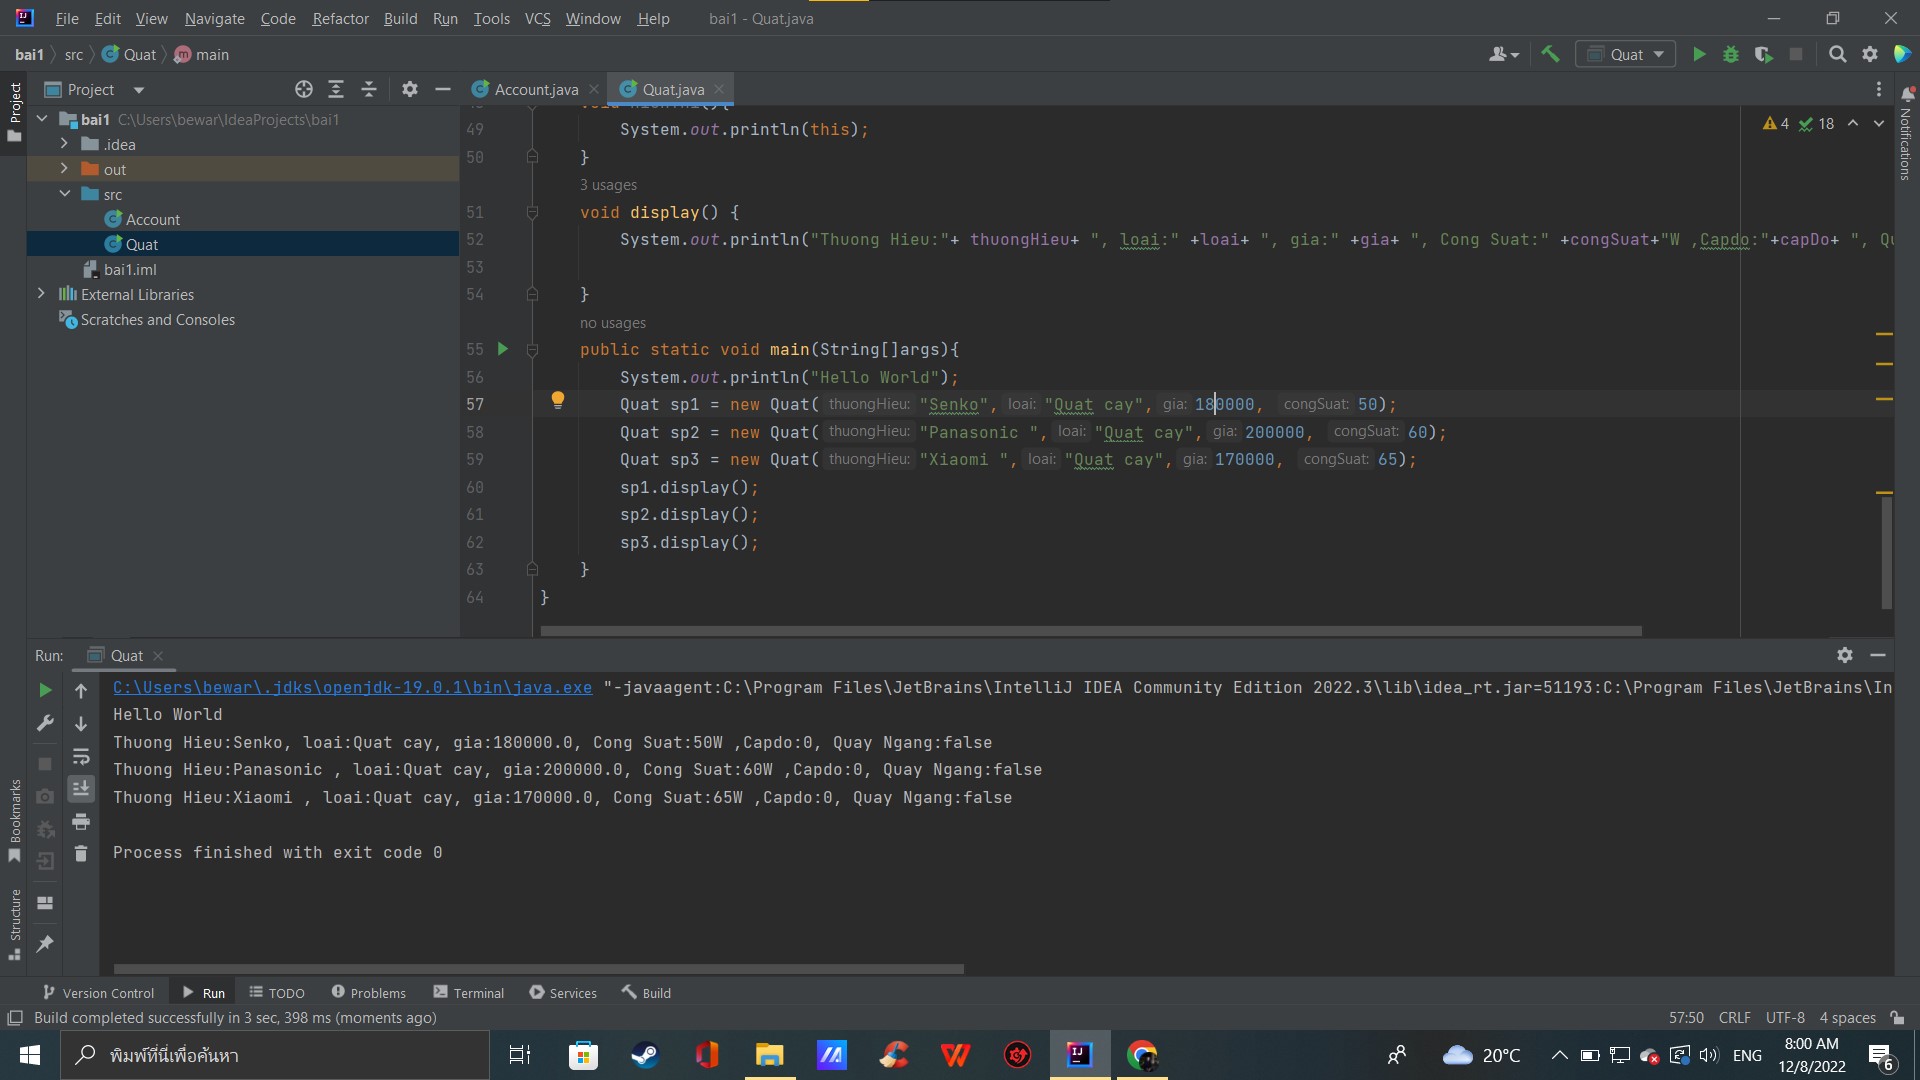 File Edit View Navigate Code Refactor Build Run Tools VCS Window Help bai1 - Quat.java
bai1 src Quat main Quat
Project Account.java Quat.java
Project
bai1 C:\Users\bewar\IdeaProjects\bai1
.idea
out
src
Account
Quat
bai1.iml
External Libraries
Scratches and Consoles
4 18
Notifications
49 System.out.println(this);
50 }
3 usages
51 void display() {
52 System.out.println("Thuong Hieu:"+ thuongHieu+ ", loai:" +loai+ ", gia:" +gia+ ", Cong Suat:" +congSuat+"W ,Capdo:"+capDo+ ",
53
54 }
no usages
55 public static void main(String[]args){
56 System.out.println("Hello World");
57 Quat sp1 = new Quat( thuongHieu: "Senko", loai: "Quat cay", gia: 180000, congSuat: 50);
58 Quat sp2 = new Quat( thuongHieu: "Panasonic ", loai: "Quat cay", gia: 200000, congSuat: 60);
59 Quat sp3 = new Quat( thuongHieu: "Xiaomi ", loai: "Quat cay", gia: 170000, congSuat: 65);
60 sp1.display();
61 sp2.display();
62 sp3.display();
63 }
64 }
Run: Quat
C:\Users\bewar\.jdks\openjdk-19.0.1\bin\java.exe "-javaagent:C:\Program Files\JetBrains\IntelliJ IDEA Community Edition 2022.3\lib\idea_rt.jar=51193:C:\Program Files\JetBrains\In
Hello World
Thuong Hieu:Senko, loai:Quat cay, gia:180000.0, Cong Suat:50W ,Capdo:0, Quay Ngang:false
Thuong Hieu:Panasonic , loai:Quat cay, gia:200000.0, Cong Suat:60W ,Capdo:0, Quay Ngang:false
Thuong Hieu:Xiaomi , loai:Quat cay, gia:170000.0, Cong Suat:65W ,Capdo:0, Quay Ngang:false
Process finished with exit code 0
Bookmarks
Structure
Version Control Run TODO Problems Terminal Services Build
Build completed successfully in 3 sec, 398 ms (moments ago) 57:50 CRLF UTF-8 4 spaces
พิมพ์ที่นี่เพื่อค้นหา 20°C ENG 8:00 AM
12/8/2022 6